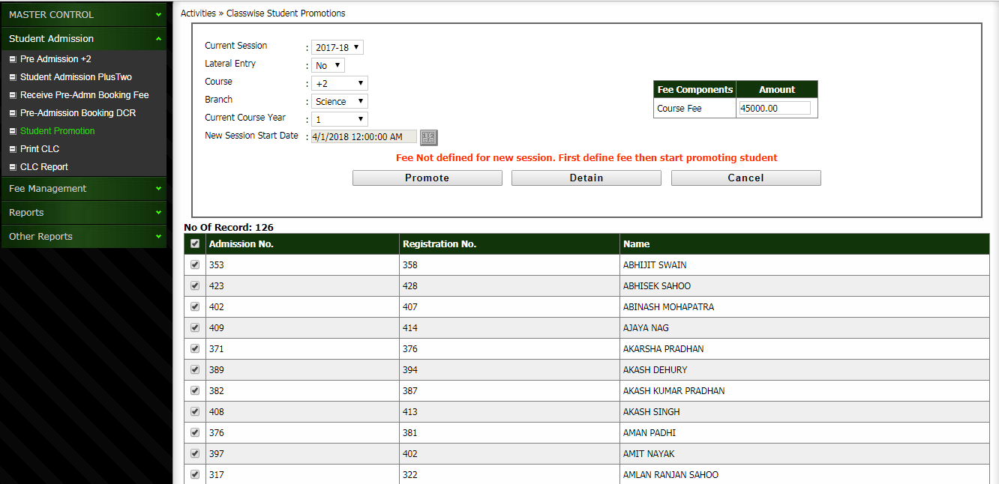 MASTER CONTROL
Student Admission
Pre Admission +2
Student Admission PlusTwo
Receive Pre-Admn Booking Fee
Pre-Admission Booking DCR
Student Promotion
Print CLC
CLC Report
Fee Management
Reports
Other Reports
Activities » Classwise Student Promotions
Current Session : 2017-18
Lateral Entry : No
Course : +2
Branch : Science
Current Course Year : 1
New Session Start Date : 4/1/2018 12:00:00 AM
Fee Components Amount
Course Fee 45000.00
Fee Not defined for new session. First define fee then start promoting student
Promote Detain Cancel
No Of Record: 126
Admission No. Registration No. Name
353 358 ABHIJIT SWAIN
423 428 ABHISEK SAHOO
402 407 ABINASH MOHAPATRA
409 414 AJAYA NAG
371 376 AKARSHA PRADHAN
389 394 AKASH DEHURY
382 387 AKASH KUMAR PRADHAN
408 413 AKASH SINGH
376 381 AMAN PADHI
397 402 AMIT NAYAK
317 322 AMLAN RANJAN SAHOO